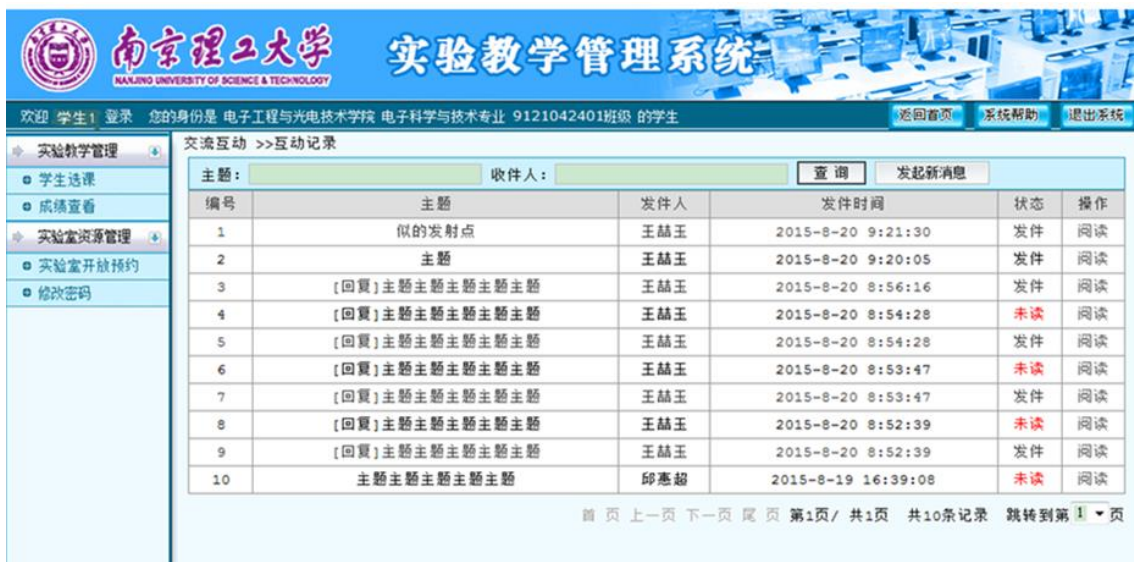 南京理工大学
NANJING UNIVERSITY OF SCIENCE & TECHNOLOGY
实验教学管理系统
欢迎 学生1 登录 您的身份是 电子工程与光电技术学院 电子科学与技术专业 9121042401班级 的学生
返回首页 系统帮助 退出系统
实验教学管理
学生选课
成绩查看
实验室资源管理
实验室开放预约
修改密码
交流互动 >>互动记录
主题： 收件人： 查 询 发起新消息
编号 主题 发件人 发件时间 状态 操作
1 似的发射点 王喆玉 2015-8-20 9:21:30 发件 阅读
2 主题 王喆玉 2015-8-20 9:20:05 发件 阅读
3 [回复]主题主题主题主题主题 王喆玉 2015-8-20 8:56:16 发件 阅读
4 [回复]主题主题主题主题主题 王喆玉 2015-8-20 8:54:28 未读 阅读
5 [回复]主题主题主题主题主题 王喆玉 2015-8-20 8:54:28 发件 阅读
6 [回复]主题主题主题主题主题 王喆玉 2015-8-20 8:53:47 未读 阅读
7 [回复]主题主题主题主题主题 王喆玉 2015-8-20 8:53:47 发件 阅读
8 [回复]主题主题主题主题主题 王喆玉 2015-8-20 8:52:39 未读 阅读
9 [回复]主题主题主题主题主题 王喆玉 2015-8-20 8:52:39 发件 阅读
10 主题主题主题主题主题 邱惠超 2015-8-19 16:39:08 未读 阅读
首 页 上一页 下一页 尾 页 第1页/ 共1页 共10条记录 跳转到第 1 页